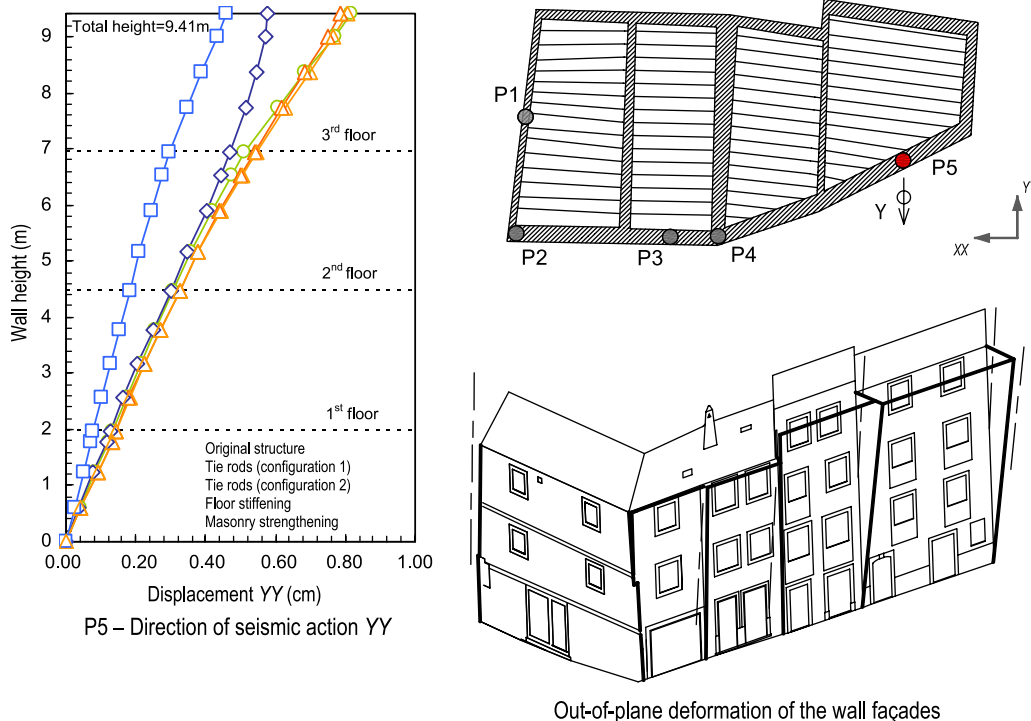 Total height=9.41m
9
8
7
6
5
4
3
2
1
0
Wall height (m)
3rd floor
2nd floor
1st floor
Original structure
Tie rods (configuration 1)
Tie rods (configuration 2)
Floor stiffening
Masonry strengthening
0.00 0.20 0.40 0.60 0.80 1.00
Displacement YY (cm)
P5 – Direction of seismic action YY
P1
P2
P3
P4
P5
Y
Y
XX
Out-of-plane deformation of the wall façades